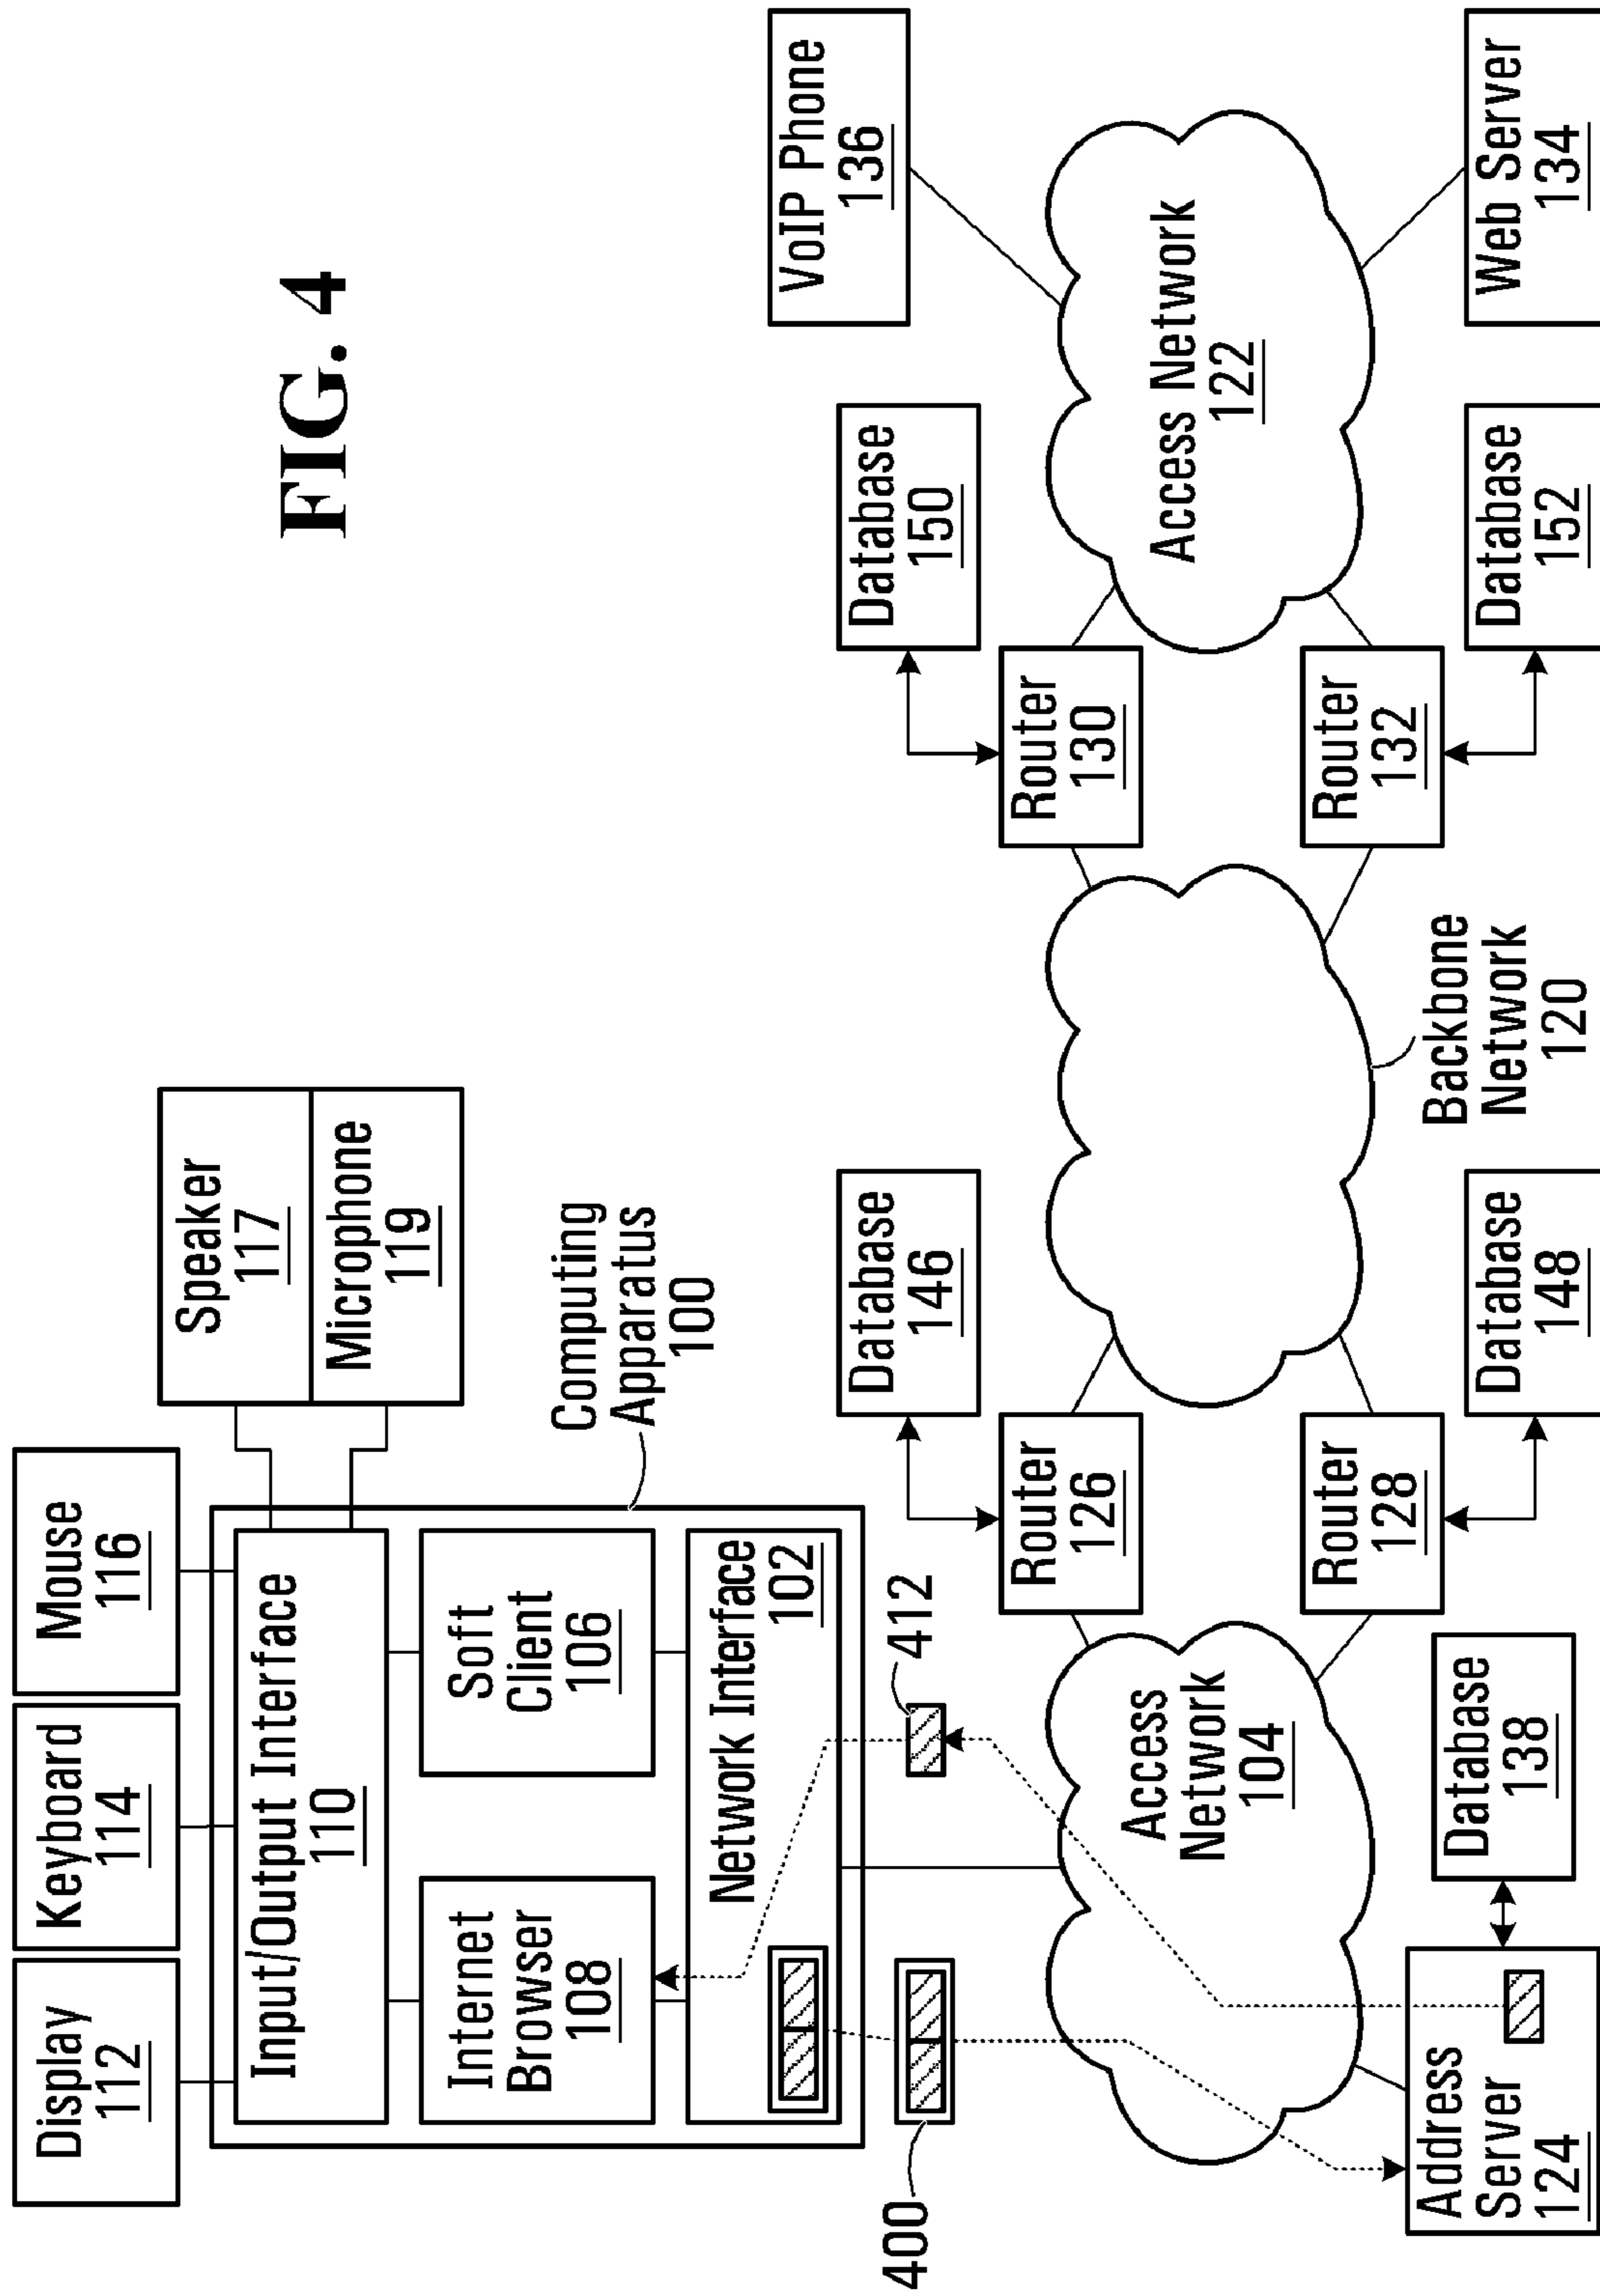 FIG. 4
Display
112
Keyboard
114
Mouse
116
Speaker
117
Microphone
119
Input/Output Interface
110
Internet
Browser
108
Soft
Client
106
Network Interface
102
Computing
Apparatus
100
400
412
Database
146
Database
150
VoIP Phone
136
Router
126
Router
130
Access
Network
104
Access Network
122
Router
128
Router
132
Backbone
Network
120
Address
Server
124
Database
138
Database
148
Database
152
Web Server
134